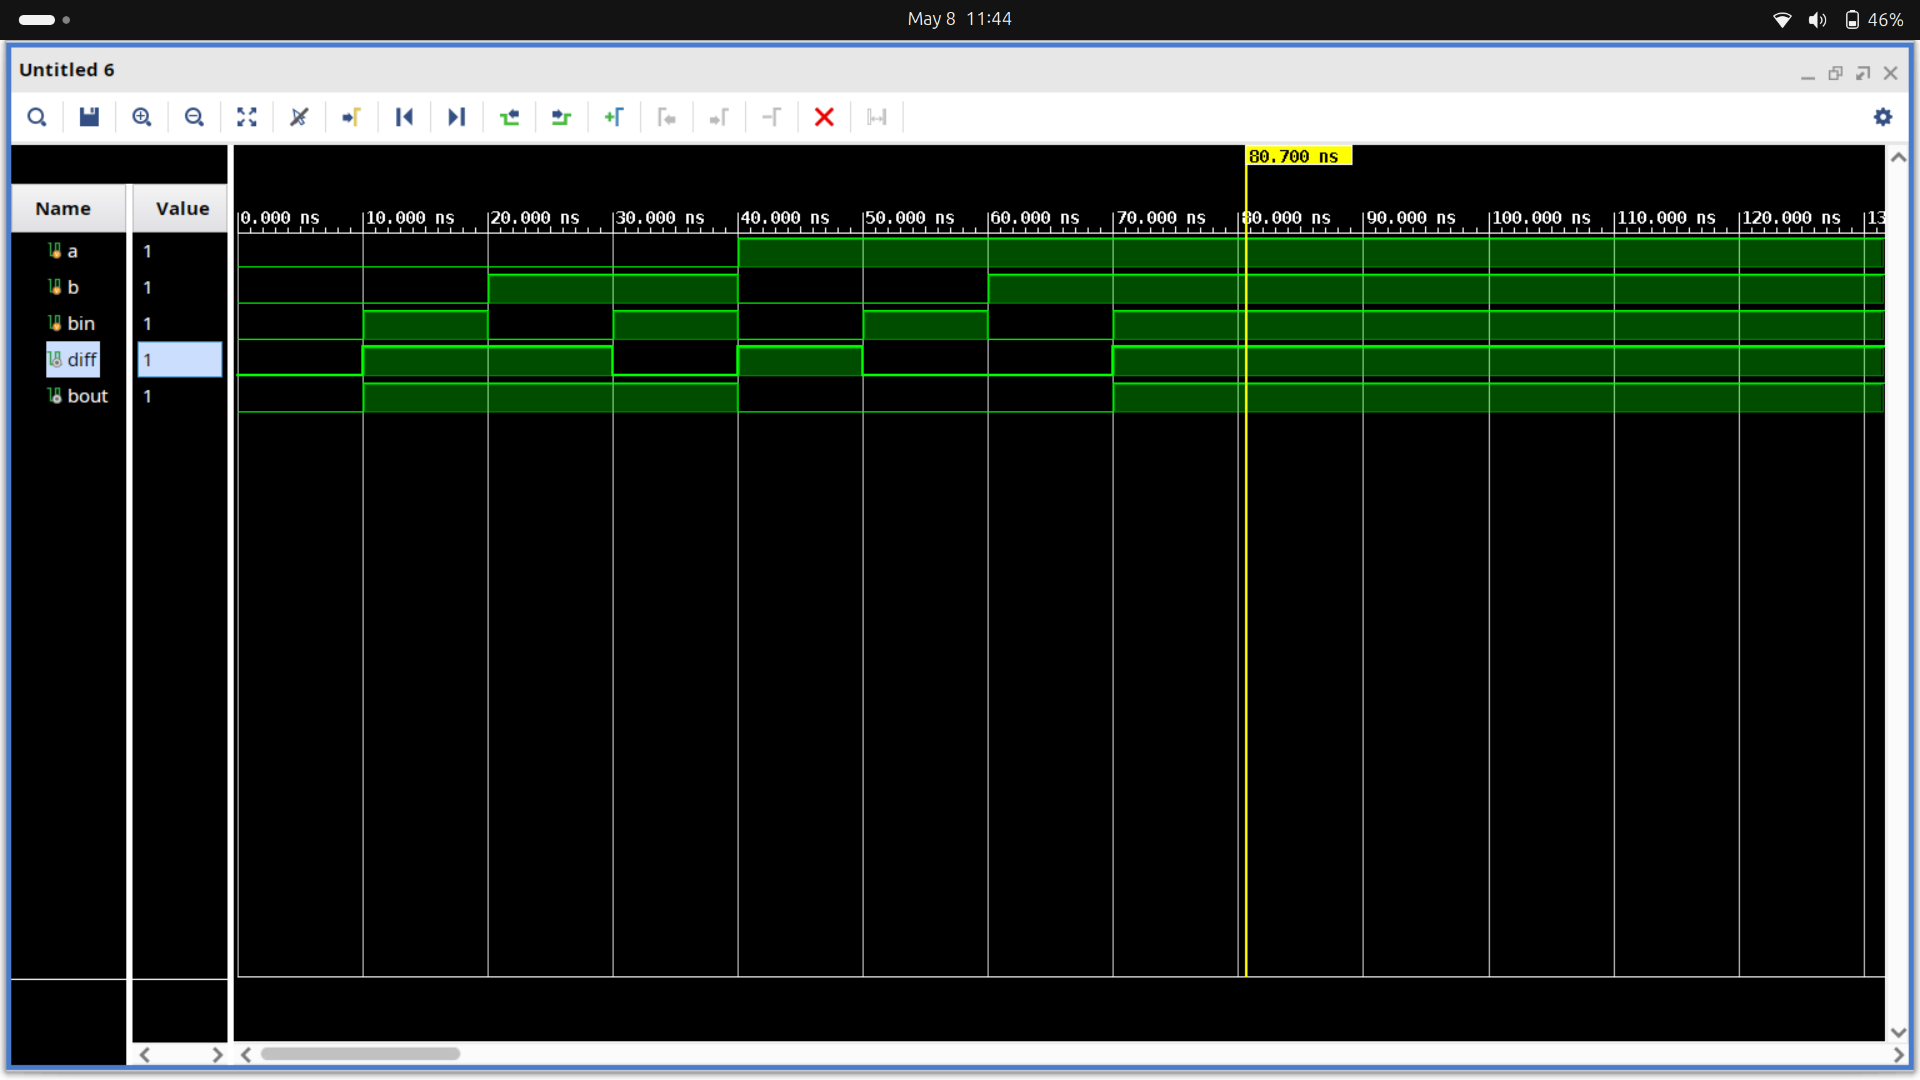 May 8 11:44
46%
Untitled 6
80.700 ns
Name Value
0.000 ns 10.000 ns 20.000 ns 30.000 ns 40.000 ns 50.000 ns 60.000 ns 70.000 ns 80.000 ns 90.000 ns 100.000 ns 110.000 ns 120.000 ns 13
a 1
b 1
bin 1
diff 1
bout 1